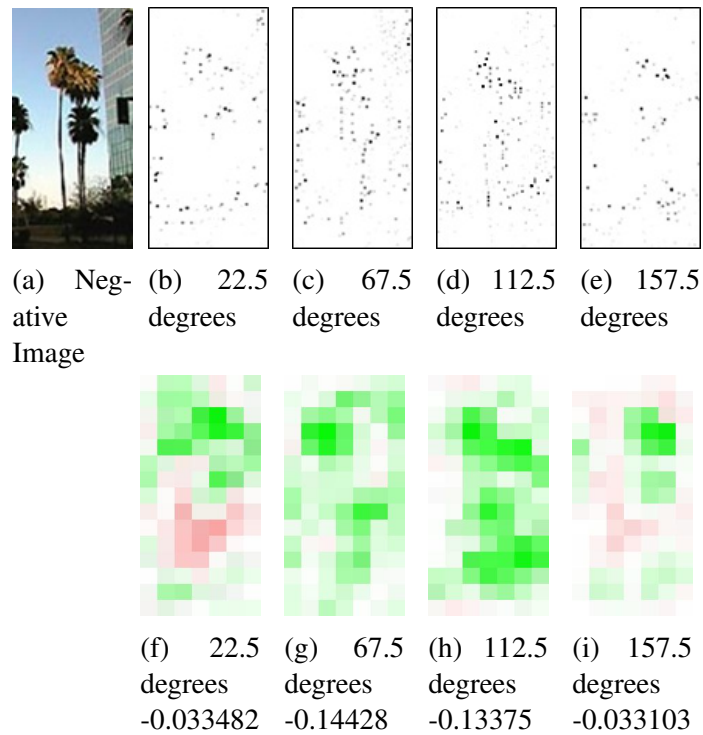 (a) Neg-
ative
Image
(b) 22.5
degrees
(c) 67.5
degrees
(d) 112.5
degrees
(e) 157.5
degrees
(f) 22.5
degrees
-0.033482
(g) 67.5
degrees
-0.14428
(h) 112.5
degrees
-0.13375
(i) 157.5
degrees
-0.033103